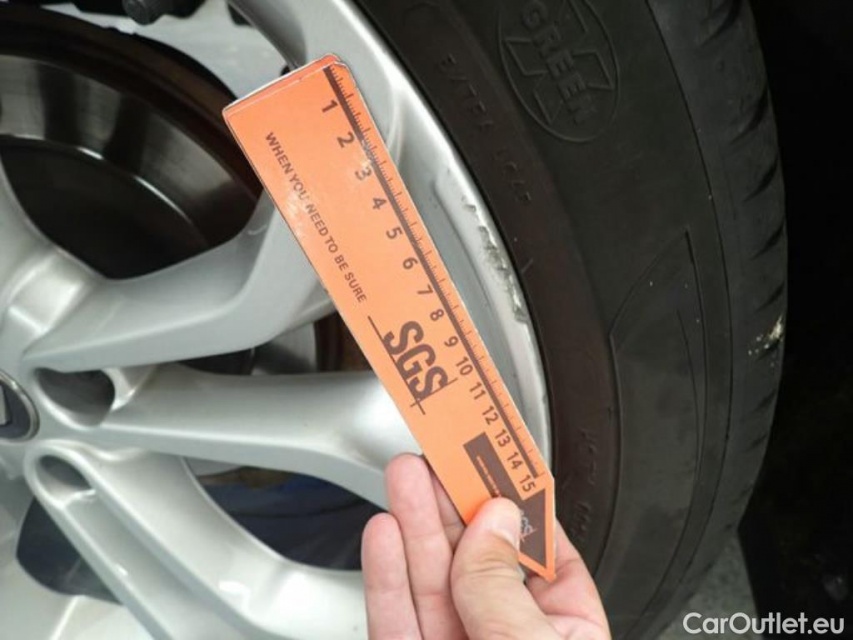 GREEN
X
1 2 3 4 5 6 7 8 9 10 11 12 13 14 15
WHEN YOU NEED TO BE SURE
SGS
CarOutlet.eu